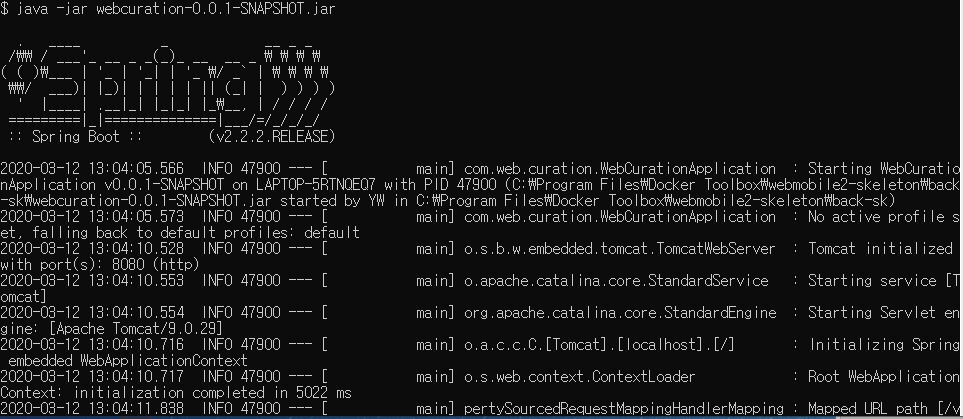 $ java -jar webcuration-0.0.1-SNAPSHOT.jar
  .   ____          _            __ _ _
 /₩₩ / ___'_ __ _ _(_)_ __  __ _ ₩ ₩ ₩ ₩
( ( )₩___ | '_ | '_| | '_ ₩/ _` | ₩ ₩ ₩ ₩
 ₩₩/  ___)| |_)| | | | | || (_| |  ) ) ) )
  '  |____| .__|_| |_|_| |_₩__, | / / / /
 =========|_|==============|___/=/_/_/_/
 :: Spring Boot ::        (v2.2.2.RELEASE)
2020-03-12 13:04:05.566  INFO 47900 --- [           main] com.web.curation.WebCurationApplication  : Starting WebCuratio
nApplication v0.0.1-SNAPSHOT on LAPTOP-5RTNQEQ7 with PID 47900 (C:₩Program Files₩Docker Toolbox₩webmobile2-skeleton₩back
-sk₩webcuration-0.0.1-SNAPSHOT.jar started by YW in C:₩Program Files₩Docker Toolbox₩webmobile2-skeleton₩back-sk)
2020-03-12 13:04:05.573  INFO 47900 --- [           main] com.web.curation.WebCurationApplication  : No active profile s
et, falling back to default profiles: default
2020-03-12 13:04:10.528  INFO 47900 --- [           main] o.s.b.w.embedded.tomcat.TomcatWebServer  : Tomcat initialized
with port(s): 8080 (http)
2020-03-12 13:04:10.553  INFO 47900 --- [           main] o.apache.catalina.core.StandardService   : Starting service [T
omcat]
2020-03-12 13:04:10.554  INFO 47900 --- [           main] org.apache.catalina.core.StandardEngine  : Starting Servlet en
gine: [Apache Tomcat/9.0.29]
2020-03-12 13:04:10.716  INFO 47900 --- [           main] o.a.c.c.C.[Tomcat].[localhost].[/]       : Initializing Spring
 embedded WebApplicationContext
2020-03-12 13:04:10.717  INFO 47900 --- [           main] o.s.web.context.ContextLoader            : Root WebApplication
Context: initialization completed in 5022 ms
2020-03-12 13:04:11.838  INFO 47900 --- [           main] pertySourcedRequestMappingHandlerMapping : Mapped URL path [/v